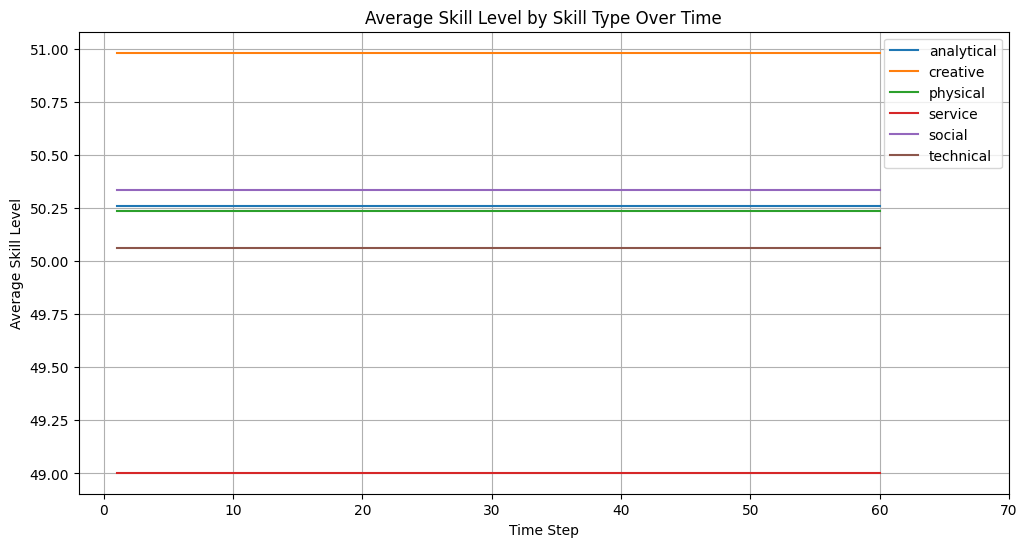 Average Skill Level by Skill Type Over Time
51.00
50.75
50.50
50.25
50.00
49.75
49.50
49.25
49.00
Average Skill Level
0 10 20 30 40 50 60 70
Time Step
analytical
creative
physical
service
social
technical